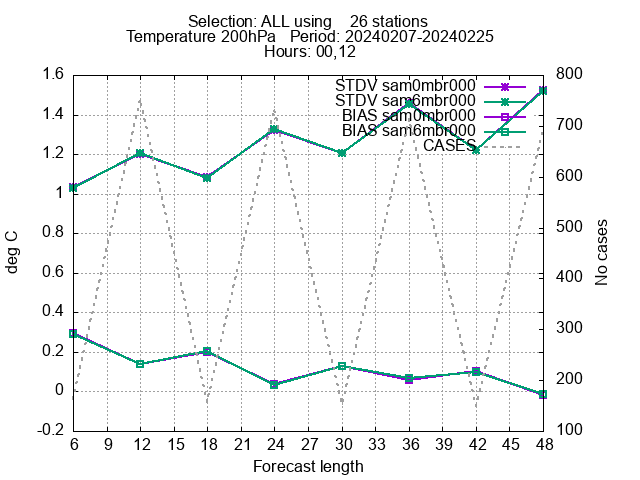 Selection: ALL using    26 stations
Temperature 200hPa   Period: 20240207-20240225
Hours: 00,12
STDV sam0mbr000
STDV sam6mbr000
BIAS sam0mbr000
BIAS sam6mbr000
CASES
deg C
1.6
1.4
1.2
1
0.8
0.6
0.4
0.2
0
-0.2
No cases
800
700
600
500
400
300
200
100
6 9 12 15 18 21 24 27 30 33 36 39 42 45 48
Forecast length